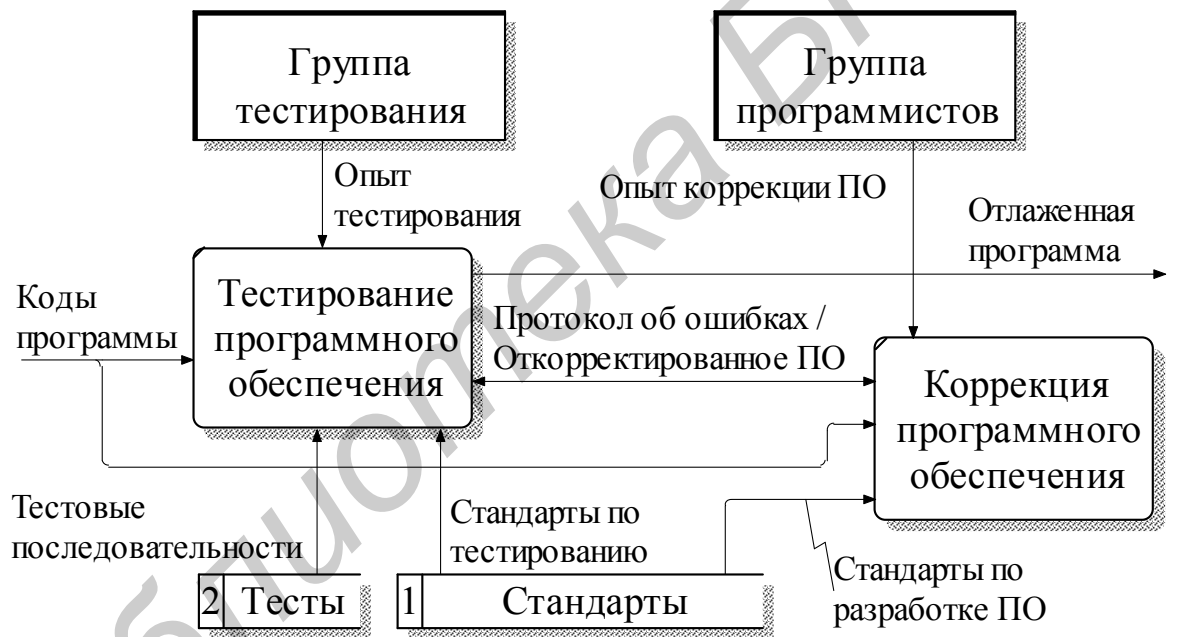 Группа
тестирования
Группа
программистов
Опыт
тестирования
Опыт коррекции ПО
Отлаженная
программа
Коды
программы
Тестирование
программного
обеспечения
Протокол об ошибках /
Откорректированное ПО
Коррекция
программного
обеспечения
Тестовые
последовательности
Стандарты по
тестированию
Стандарты по
разработке ПО
2 Тесты
1 Стандарты